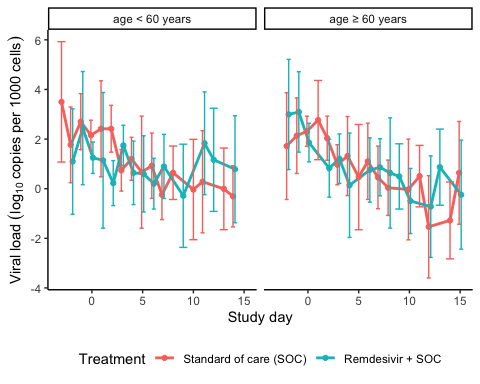 age < 60 years
age ≥ 60 years
6
4
2
0
-2
-4
Viral load (log10 copies per 1000 cells)
0 5 10 15
0 5 10 15
Study day
Treatment Standard of care (SOC) Remdesivir + SOC